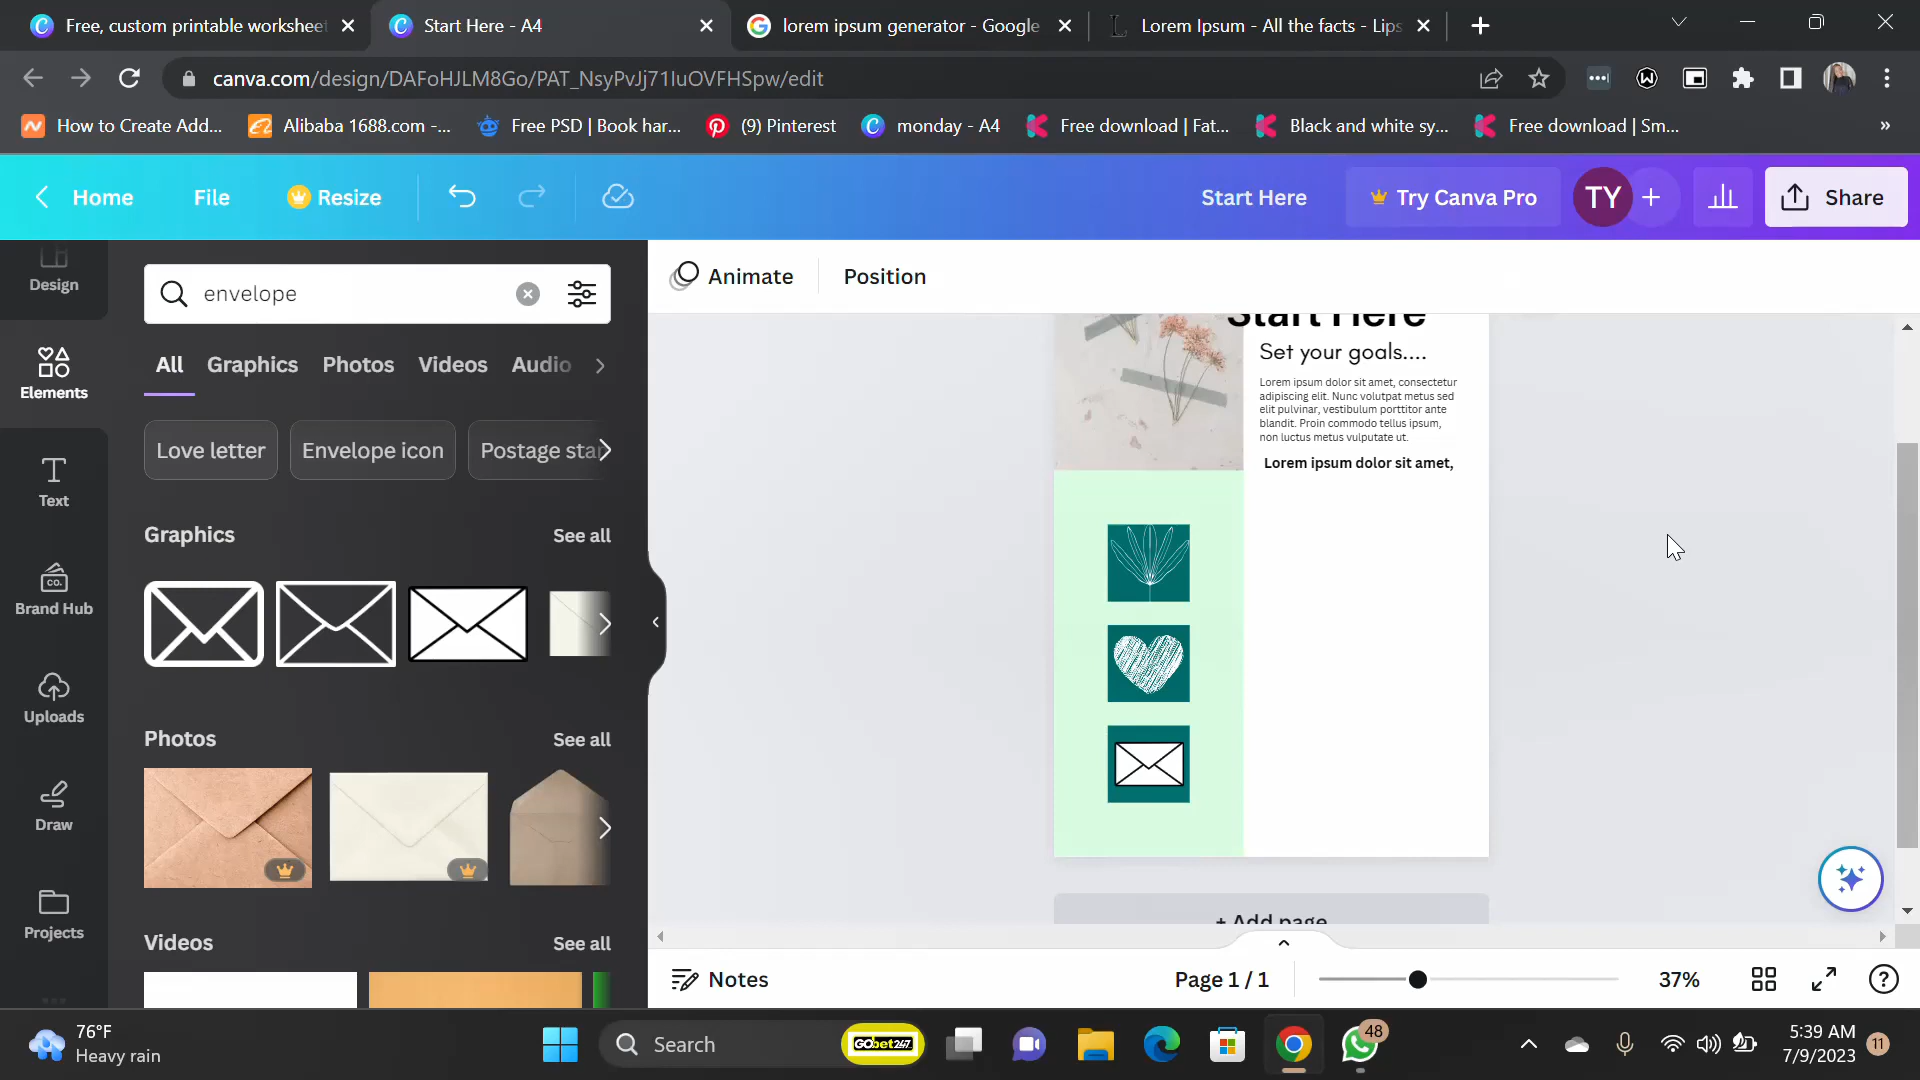 Free, custom printable workshee
Start Here - A4
lorem ipsum generator - Google
Lorem Ipsum - All the facts - Lips
canva.com/design/DAFoHJLM8Go/PAT_NsyPvJj71IuOVFHSpw/edit
How to Create Add...
Alibaba 1688.com -...
Free PSD | Book har...
(9) Pinterest
monday - A4
Free download | Fat...
Black and white sy...
Free download | Sm...
»
Home
File
Resize
Start Here
Try Canva Pro
TY
+
Share
Design
Elements
Text
CO.
Brand Hub
Uploads
Draw
Projects
envelope
All
Graphics
Photos
Videos
Audio
Love letter
Envelope icon
Postage star
Graphics
See all
Photos
See all
Videos
See all
Animate
Position
Start Here
Set your goals....
Lorem ipsum dolor sit amet, consectetur
adipiscing elit. Nunc volutpat metus sed
elit pulvinar, vestibulum porttitor ante
blandit. Proin commodo tellus ipsum,
non luctus metus vulputate ut.
Lorem ipsum dolor sit amet,
+ Add page
Notes
Page 1 / 1
37%
76°F
Heavy rain
Search
GObet247
48
5:39 AM
7/9/2023
11